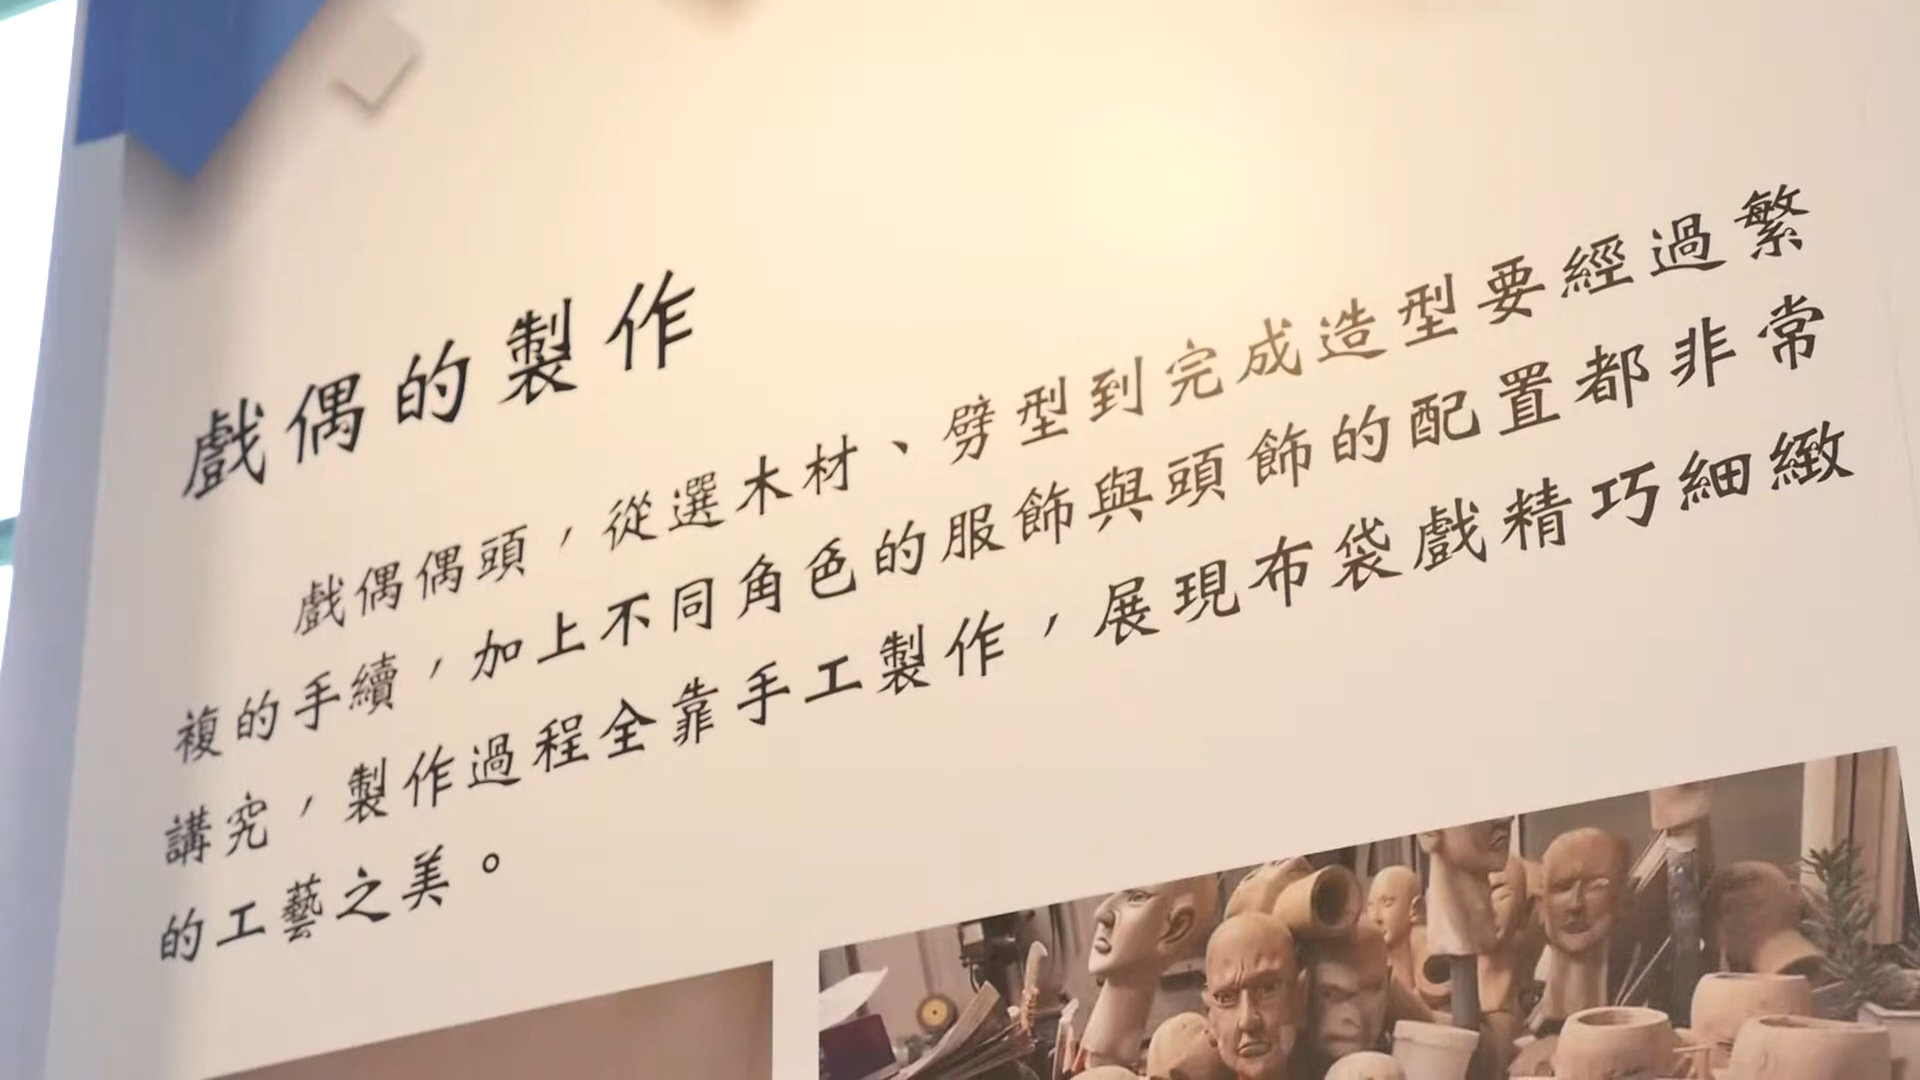 戲偶的製作
戲偶偶頭，從選木材、劈型到完成造型要經過繁
複的手續，加上不同角色的服飾與頭飾的配置都非常
講究，製作過程全靠手工製作，展現布袋戲精巧細緻
的工藝之美。